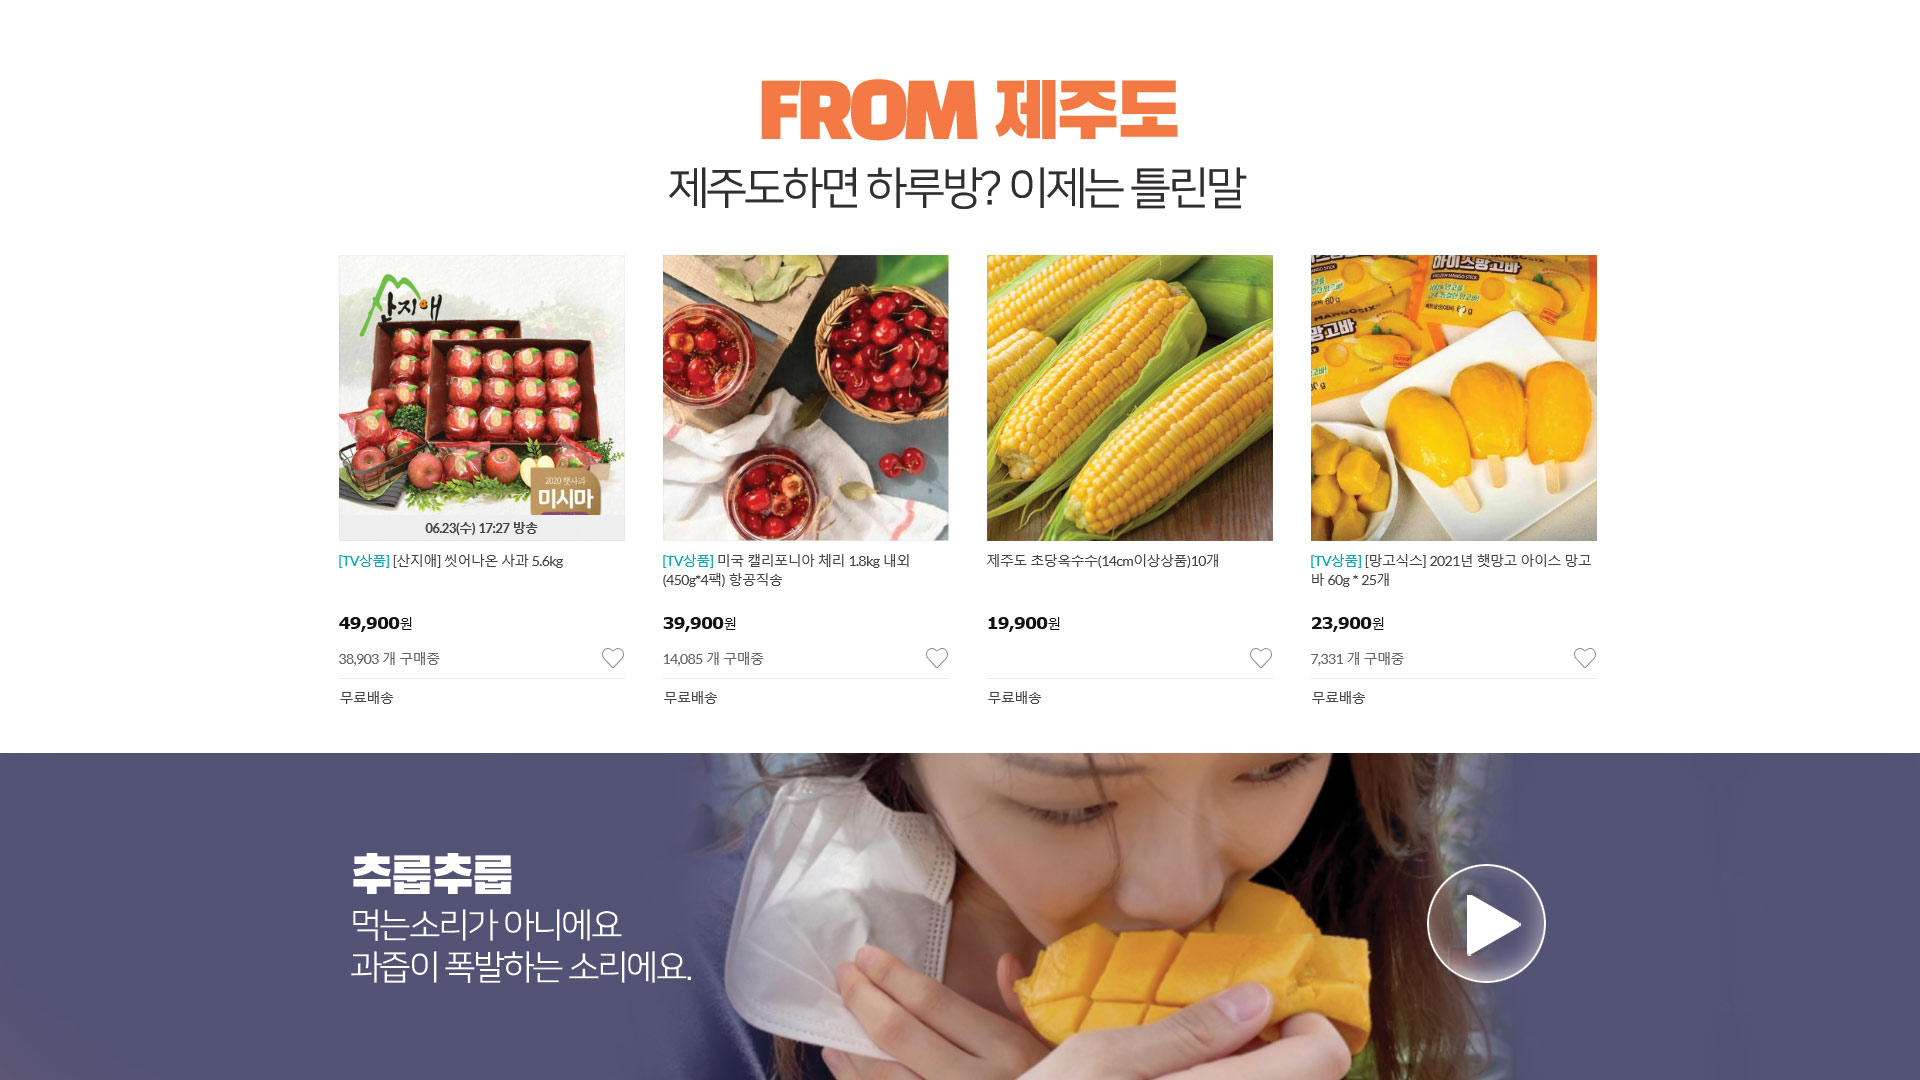 FROM 제주도
제주도하면 하루방? 이제는 틀린말
산지애
2020 햇사과
미시마
06.23(수) 17:27 방송
아이스망고바
FROZEN MANGO STICK
60 g
MANGOSIX
망고바
[TV상품] [산지애] 씻어나온 사과 5.6kg
49,900원
38,903 개 구매중
무료배송
[TV상품] 미국 캘리포니아 체리 1.8kg 내외
(450g*4팩) 항공직송
39,900원
14,085 개 구매중
무료배송
제주도 초당옥수수(14cm이상상품)10개
19,900원
무료배송
[TV상품] [망고식스] 2021년 햇망고 아이스 망고
바 60g * 25개
23,900원
7,331 개 구매중
무료배송
추릅추릅
먹는소리가 아니에요
과즙이 폭발하는 소리에요.